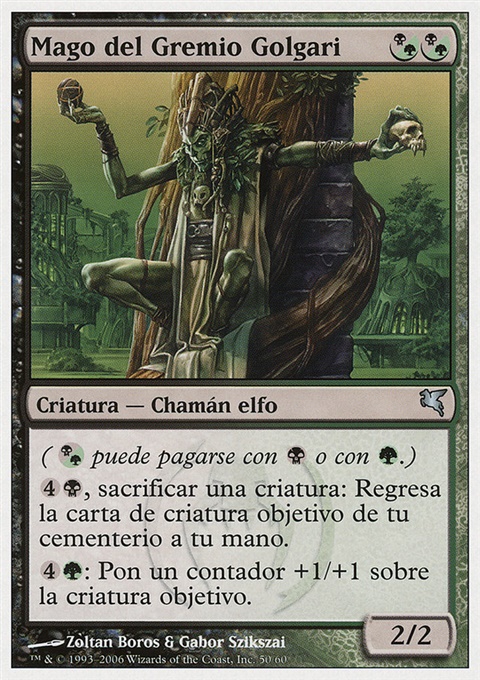 Mago del Gremio Golgari
Criatura — Chamán elfo
( puede pagarse con o con .)
4, sacrificar una criatura: Regresa
la carta de criatura objetivo de tu
cementerio a tu mano.
4: Pon un contador +1/+1 sobre
la criatura objetivo.
Zoltan Boros & Gabor Szikszai
2/2
™ & © 1993–2006 Wizards of the Coast, Inc. 50/60